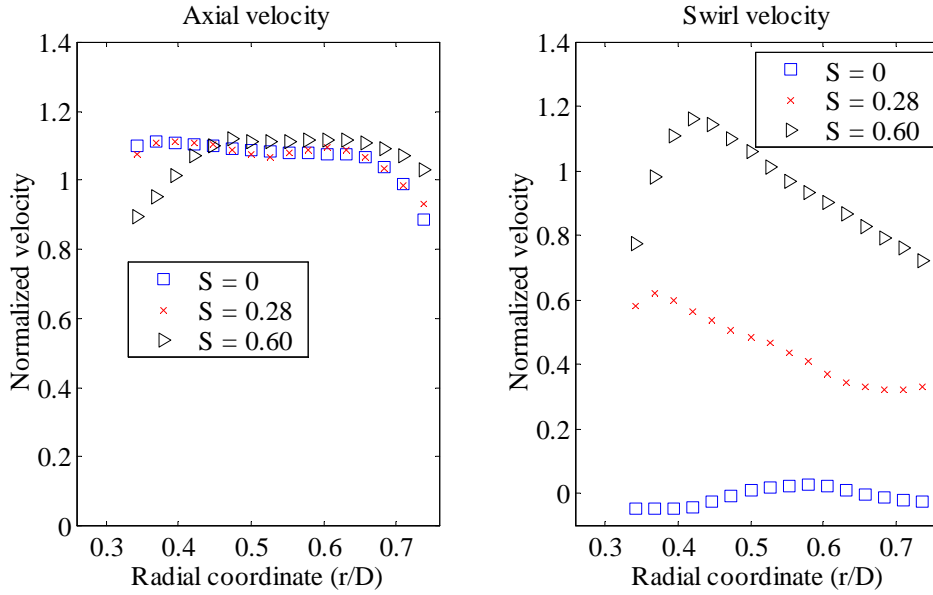 Axial velocity
1.4
1.2
1
0.8
0.6
0.4
0.2
0
Normalized velocity
S = 0
S = 0.28
S = 0.60
0.3 0.4 0.5 0.6 0.7
Radial coordinate (r/D)
Swirl velocity
1.4
1.2
1
0.8
0.6
0.4
0.2
0
Normalized velocity
S = 0
S = 0.28
S = 0.60
0.3 0.4 0.5 0.6 0.7
Radial coordinate (r/D)